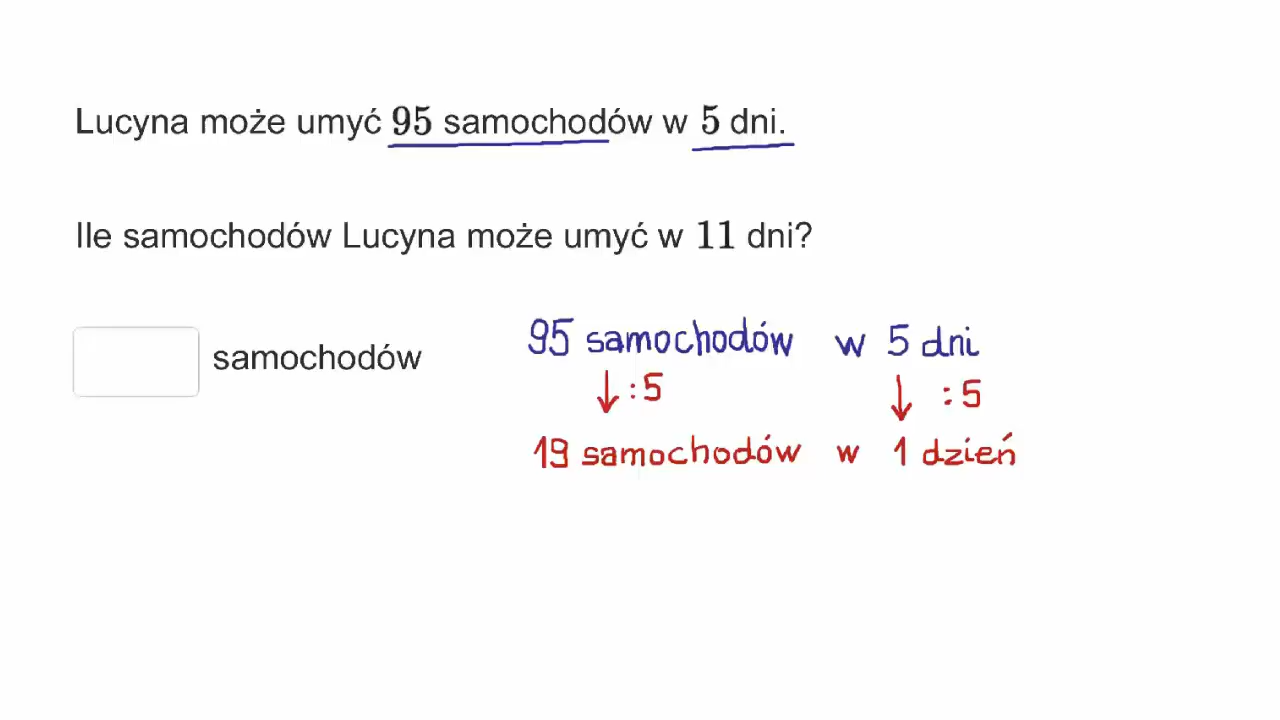 Lucyna może umyć 95 samochodów w 5 dni.
Ile samochodów Lucyna może umyć w 11 dni?
samochodów
95 samochodów w 5 dni
↓ :5 ↓ :5
19 samochodów w 1 dzień